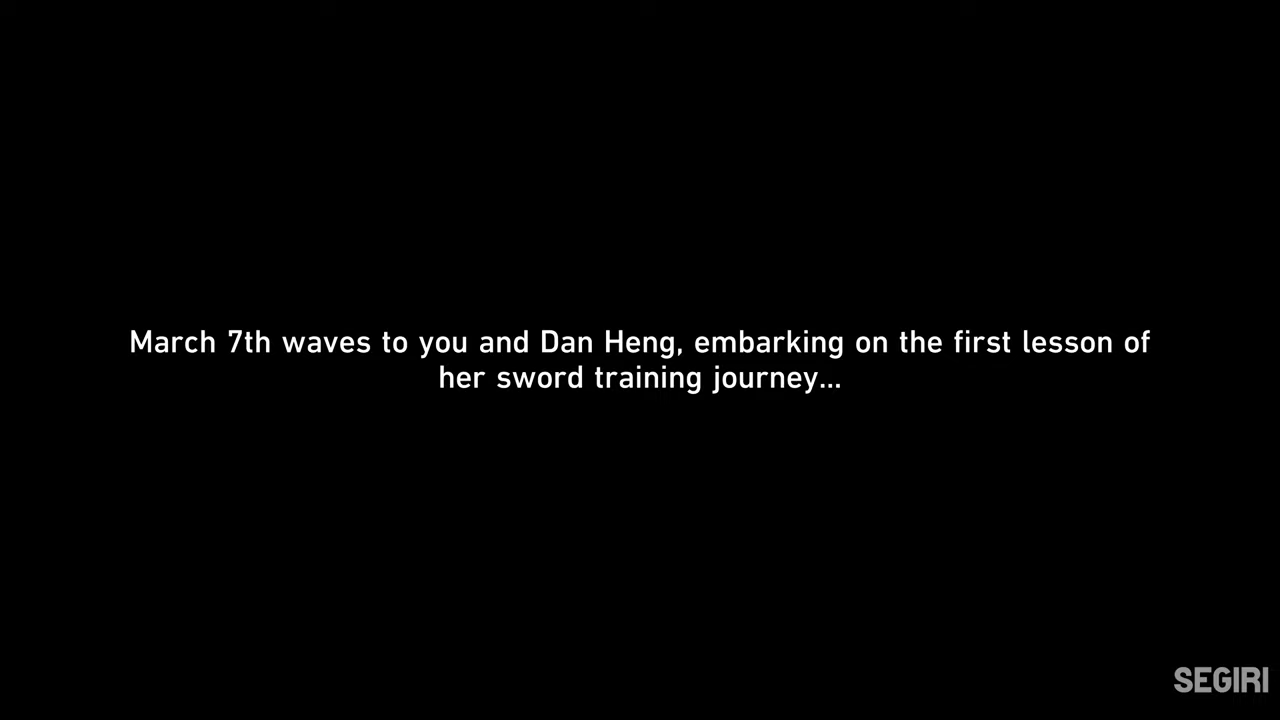 March 7th waves to you and Dan Heng, embarking on the first lesson of
her sword training journey...
SEGIRI